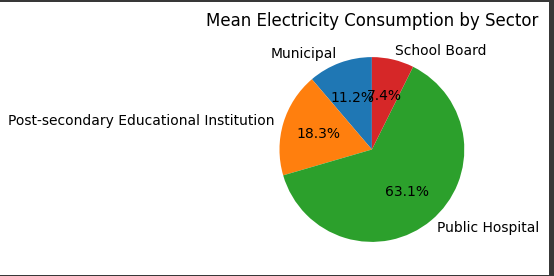 Mean Electricity Consumption by Sector
Municipal
School Board
11.2%
7.4%
Post-secondary Educational Institution
18.3%
63.1%
Public Hospital